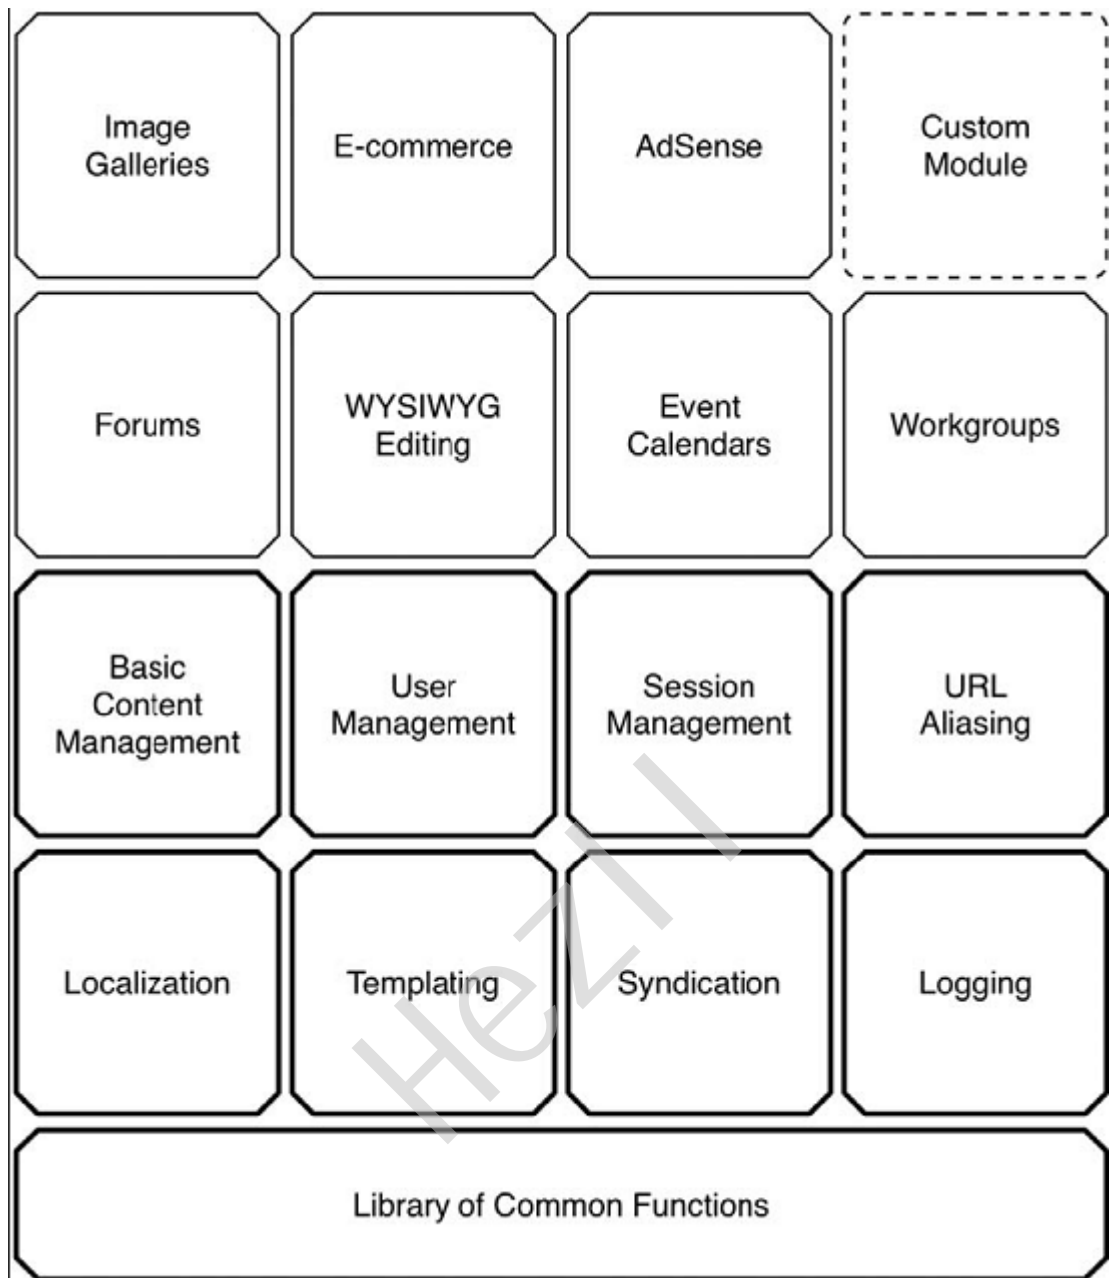 Image
Galleries
E-commerce
AdSense
Custom
Module
Forums
WYSIWYG
Editing
Event
Calendars
Workgroups
Basic
Content
Management
User
Management
Session
Management
URL
Aliasing
Localization
Templating
Syndication
Logging
Library of Common Functions
Hezl l